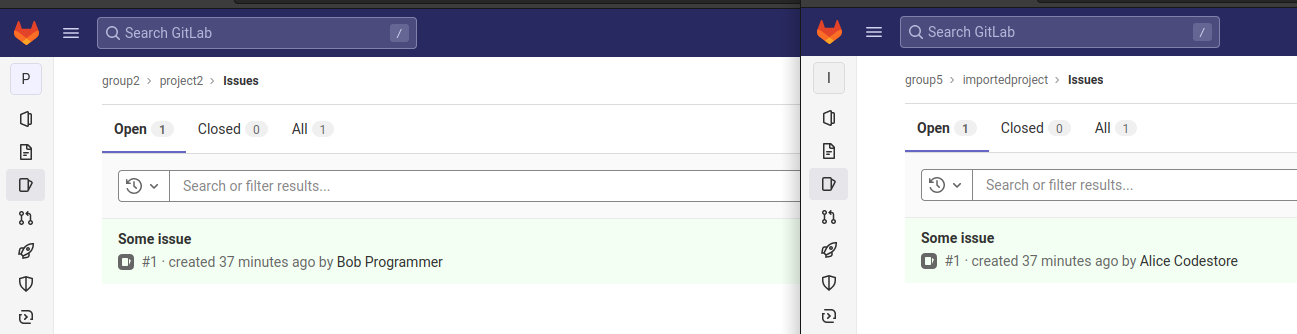 Search GitLab /
P
group2 > project2 > Issues
Open 1 Closed 0 All 1
Search or filter results...
Some issue
#1 · created 37 minutes ago by Bob Programmer
Search GitLab /
I
group5 > importedproject > Issues
Open 1 Closed 0 All 1
Search or filter results...
Some issue
#1 · created 37 minutes ago by Alice Codestore